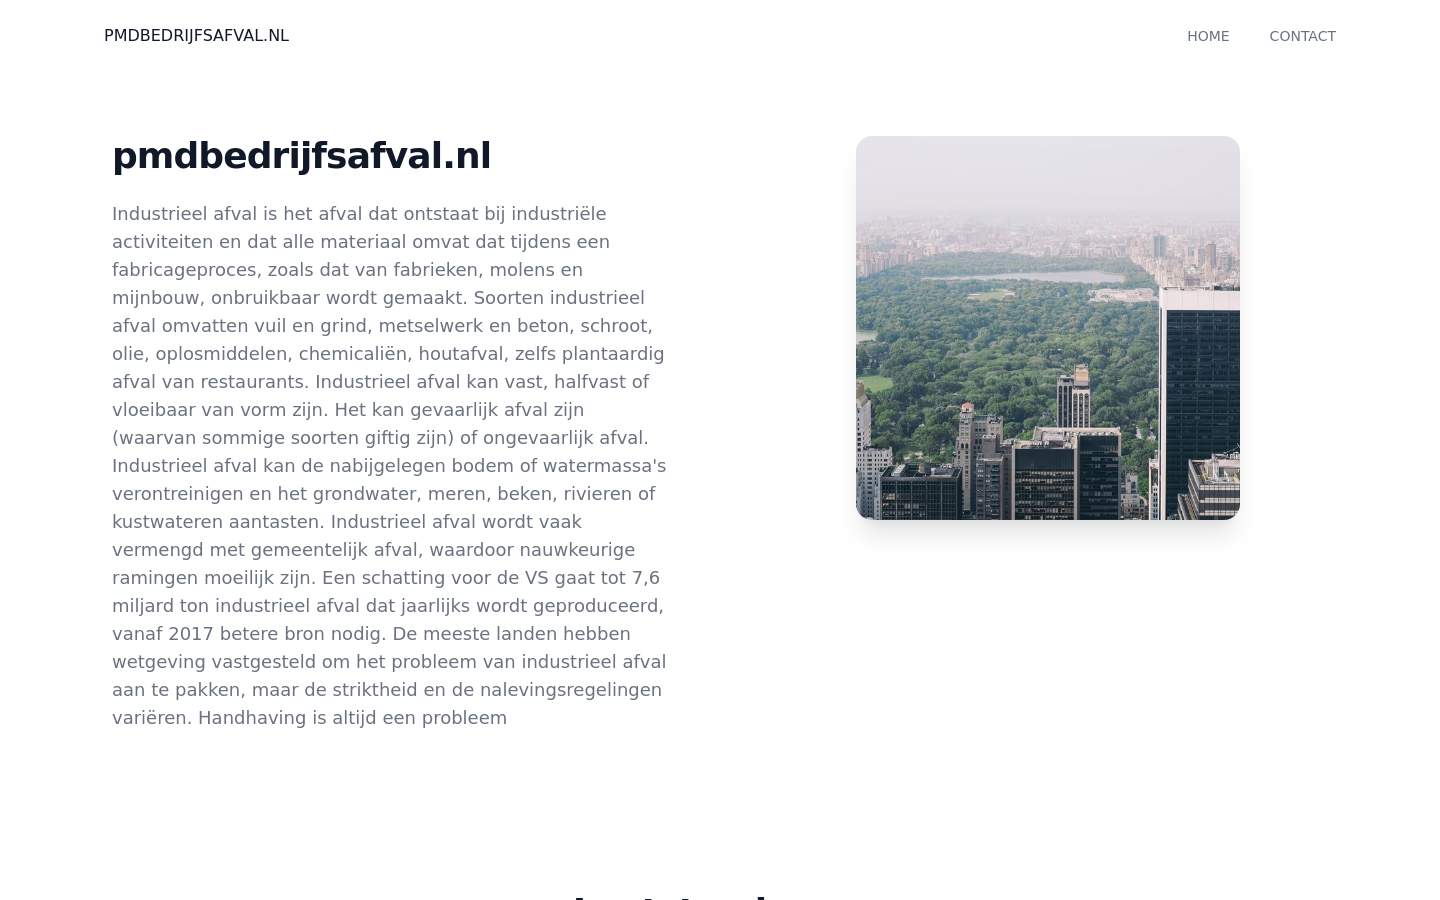 PMDBEDRIJFSAFVAL.NL
HOME
CONTACT
pmdbedrijfsafval.nl
Industrieel afval is het afval dat ontstaat bij industriële
activiteiten en dat alle materiaal omvat dat tijdens een
fabricageproces, zoals dat van fabrieken, molens en
mijnbouw, onbruikbaar wordt gemaakt. Soorten industrieel
afval omvatten vuil en grind, metselwerk en beton, schroot,
olie, oplosmiddelen, chemicaliën, houtafval, zelfs plantaardig
afval van restaurants. Industrieel afval kan vast, halfvast of
vloeibaar van vorm zijn. Het kan gevaarlijk afval zijn
(waarvan sommige soorten giftig zijn) of ongevaarlijk afval.
Industrieel afval kan de nabijgelegen bodem of watermassa's
verontreinigen en het grondwater, meren, beken, rivieren of
kustwateren aantasten. Industrieel afval wordt vaak
vermengd met gemeentelijk afval, waardoor nauwkeurige
ramingen moeilijk zijn. Een schatting voor de VS gaat tot 7,6
miljard ton industrieel afval dat jaarlijks wordt geproduceerd,
vanaf 2017 betere bron nodig. De meeste landen hebben
wetgeving vastgesteld om het probleem van industrieel afval
aan te pakken, maar de striktheid en de nalevingsregelingen
variëren. Handhaving is altijd een probleem